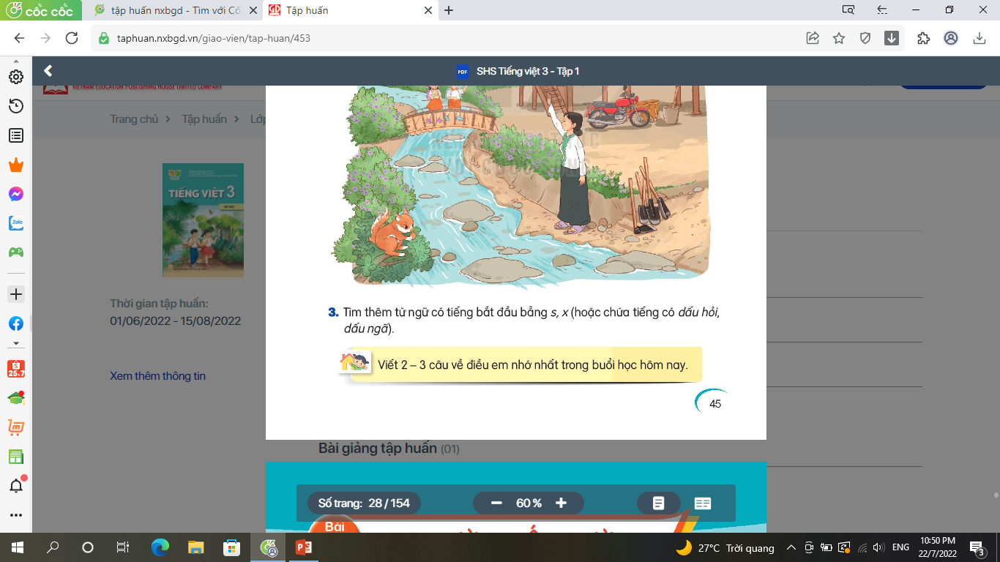 cốc cốc
tập huấn nxbgd - Tìm với Cố
Tập huấn
taphuan.nxbgd.vn/giao-vien/tap-huan/453
PDF SHS Tiếng việt 3 - Tập 1
VIETNAM EDUCATION PUBLISHING HOUSE LIMITED COMPANY
Trang chủ > Tập huấn > Lớp
TIẾNG VIỆT 3
Thời gian tập huấn:
01/06/2022 - 15/08/2022
Xem thêm thông tin
Zalo
25.7
3. Tìm thêm từ ngữ có tiếng bắt đầu bằng s, x (hoặc chứa tiếng có dấu hỏi,
dấu ngã).
Viết 2 – 3 câu về điều em nhớ nhất trong buổi học hôm nay.
45
Bài giảng tập huấn (01)
Số trang: 28 / 154
60 %
Bài
27°C Trời quang
ENG
10:50 PM
22/7/2022
3